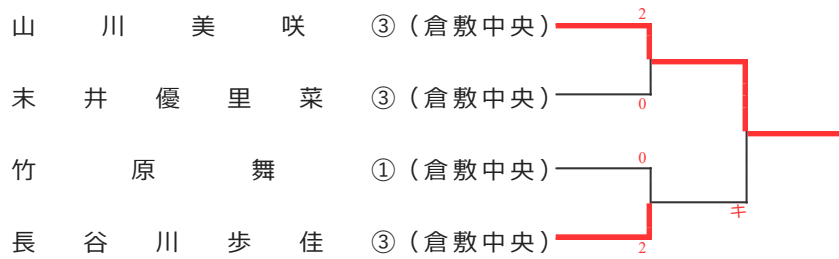 山川美咲 ③（倉敷中央） 2
末井優里菜 ③（倉敷中央） 0
竹原舞 ①（倉敷中央） 0
キ
長谷川歩佳 ③（倉敷中央） 2